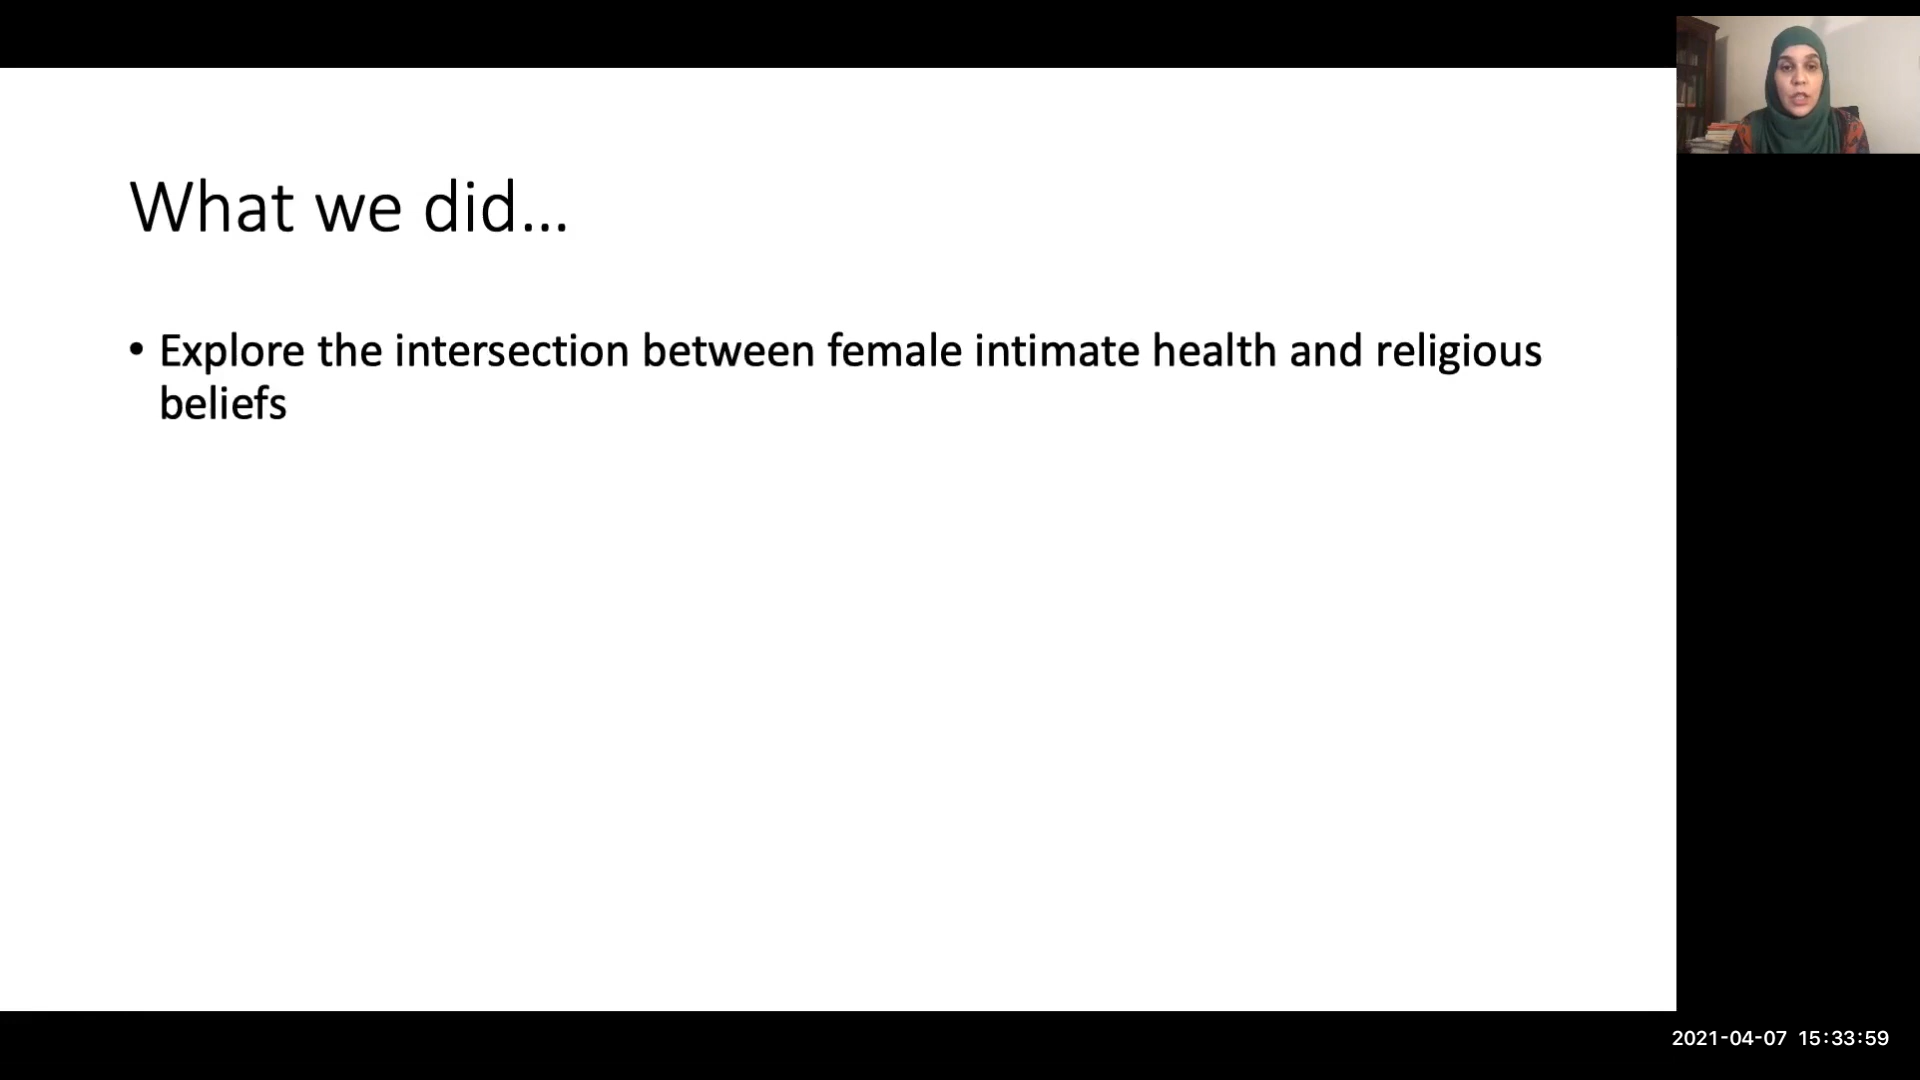 What we did...
• Explore the intersection between female intimate health and religious
beliefs
2021-04-07 15:33:59